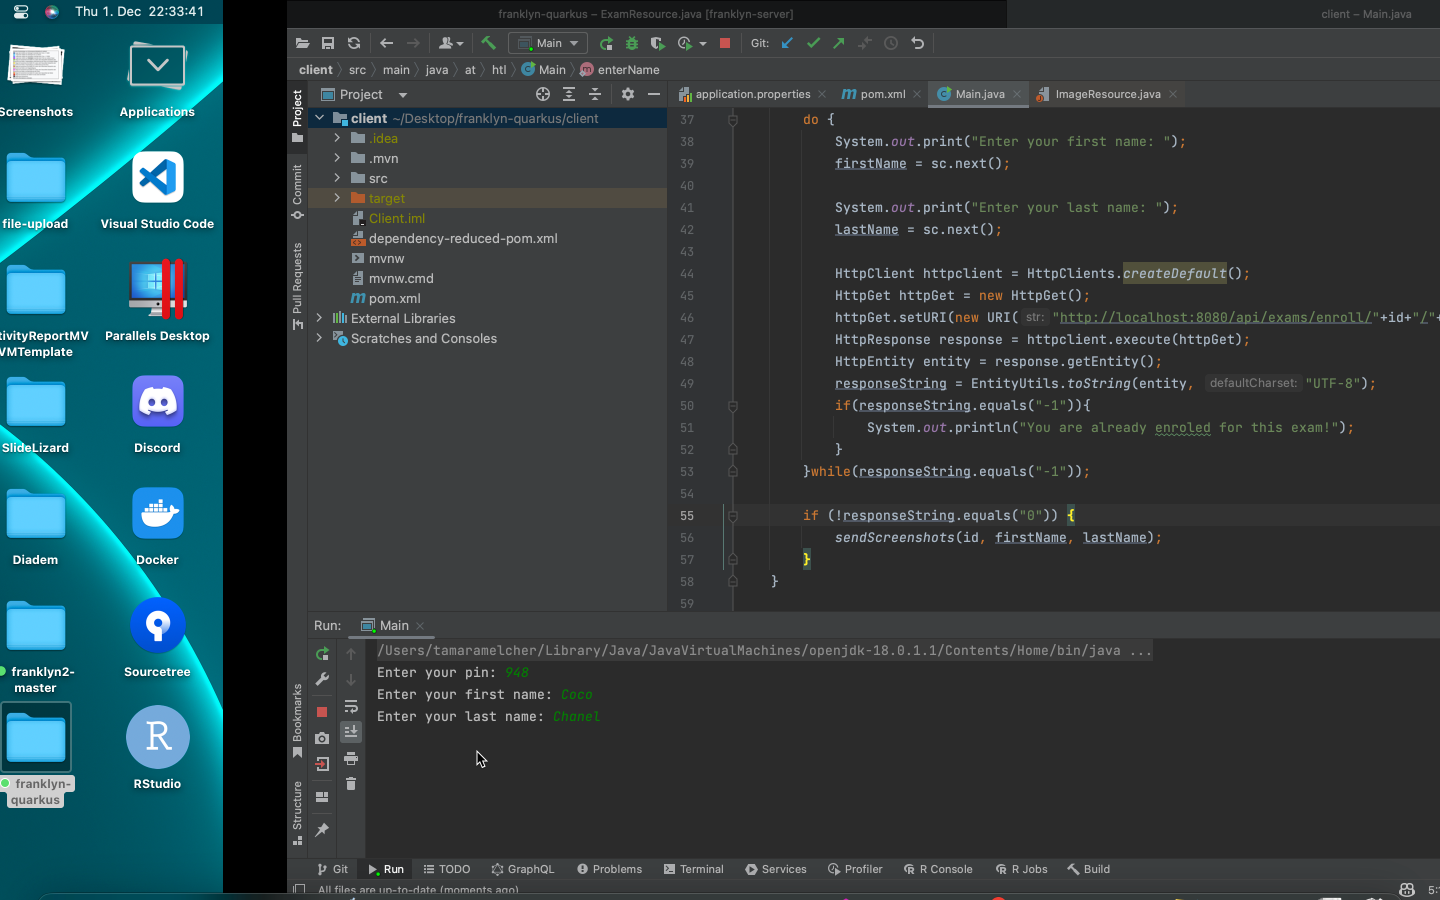 Thu 1. Dec 22:33:41
Screenshots
Applications
file-upload
Visual Studio Code
tivityReportMV
VMTemplate
Parallels Desktop
SlideLizard
Discord
Diadem
Docker
franklyn2-
master
Sourcetree
franklyn-
quarkus
R
RStudio
franklyn-quarkus – ExamResource.java [franklyn-server]
client – Main.java
Main
Git:
client
src
main
java
at
htl
Main
enterName
Project
Commit
Pull Requests
Bookmarks
Structure
Project
client ~/Desktop/franklyn-quarkus/client
.idea
.mvn
src
target
Client.iml
dependency-reduced-pom.xml
mvnw
mvnw.cmd
pom.xml
External Libraries
Scratches and Consoles
application.properties
pom.xml
Main.java
ImageResource.java
37 do {
38 System.out.print("Enter your first name: ");
39 firstName = sc.next();
40
41 System.out.print("Enter your last name: ");
42 lastName = sc.next();
43
44 HttpClient httpclient = HttpClients.createDefault();
45 HttpGet httpGet = new HttpGet();
46 httpGet.setURI(new URI( str: "http://localhost:8080/api/exams/enroll/"+id+"/"+
47 HttpResponse response = httpclient.execute(httpGet);
48 HttpEntity entity = response.getEntity();
49 responseString = EntityUtils.toString(entity, defaultCharset: "UTF-8");
50 if(responseString.equals("-1")){
51 System.out.println("You are already enroled for this exam!");
52 }
53 }while(responseString.equals("-1"));
54
55 if (!responseString.equals("0")) {
56 sendScreenshots(id, firstName, lastName);
57 }
58 }
59
Run: Main
/Users/tamaramelcher/Library/Java/JavaVirtualMachines/openjdk-18.0.1.1/Contents/Home/bin/java ...
Enter your pin: 948
Enter your first name: Coco
Enter your last name: Chanel
Git
Run
TODO
GraphQL
Problems
Terminal
Services
Profiler
R Console
R Jobs
Build
All files are up-to-date (moments ago)